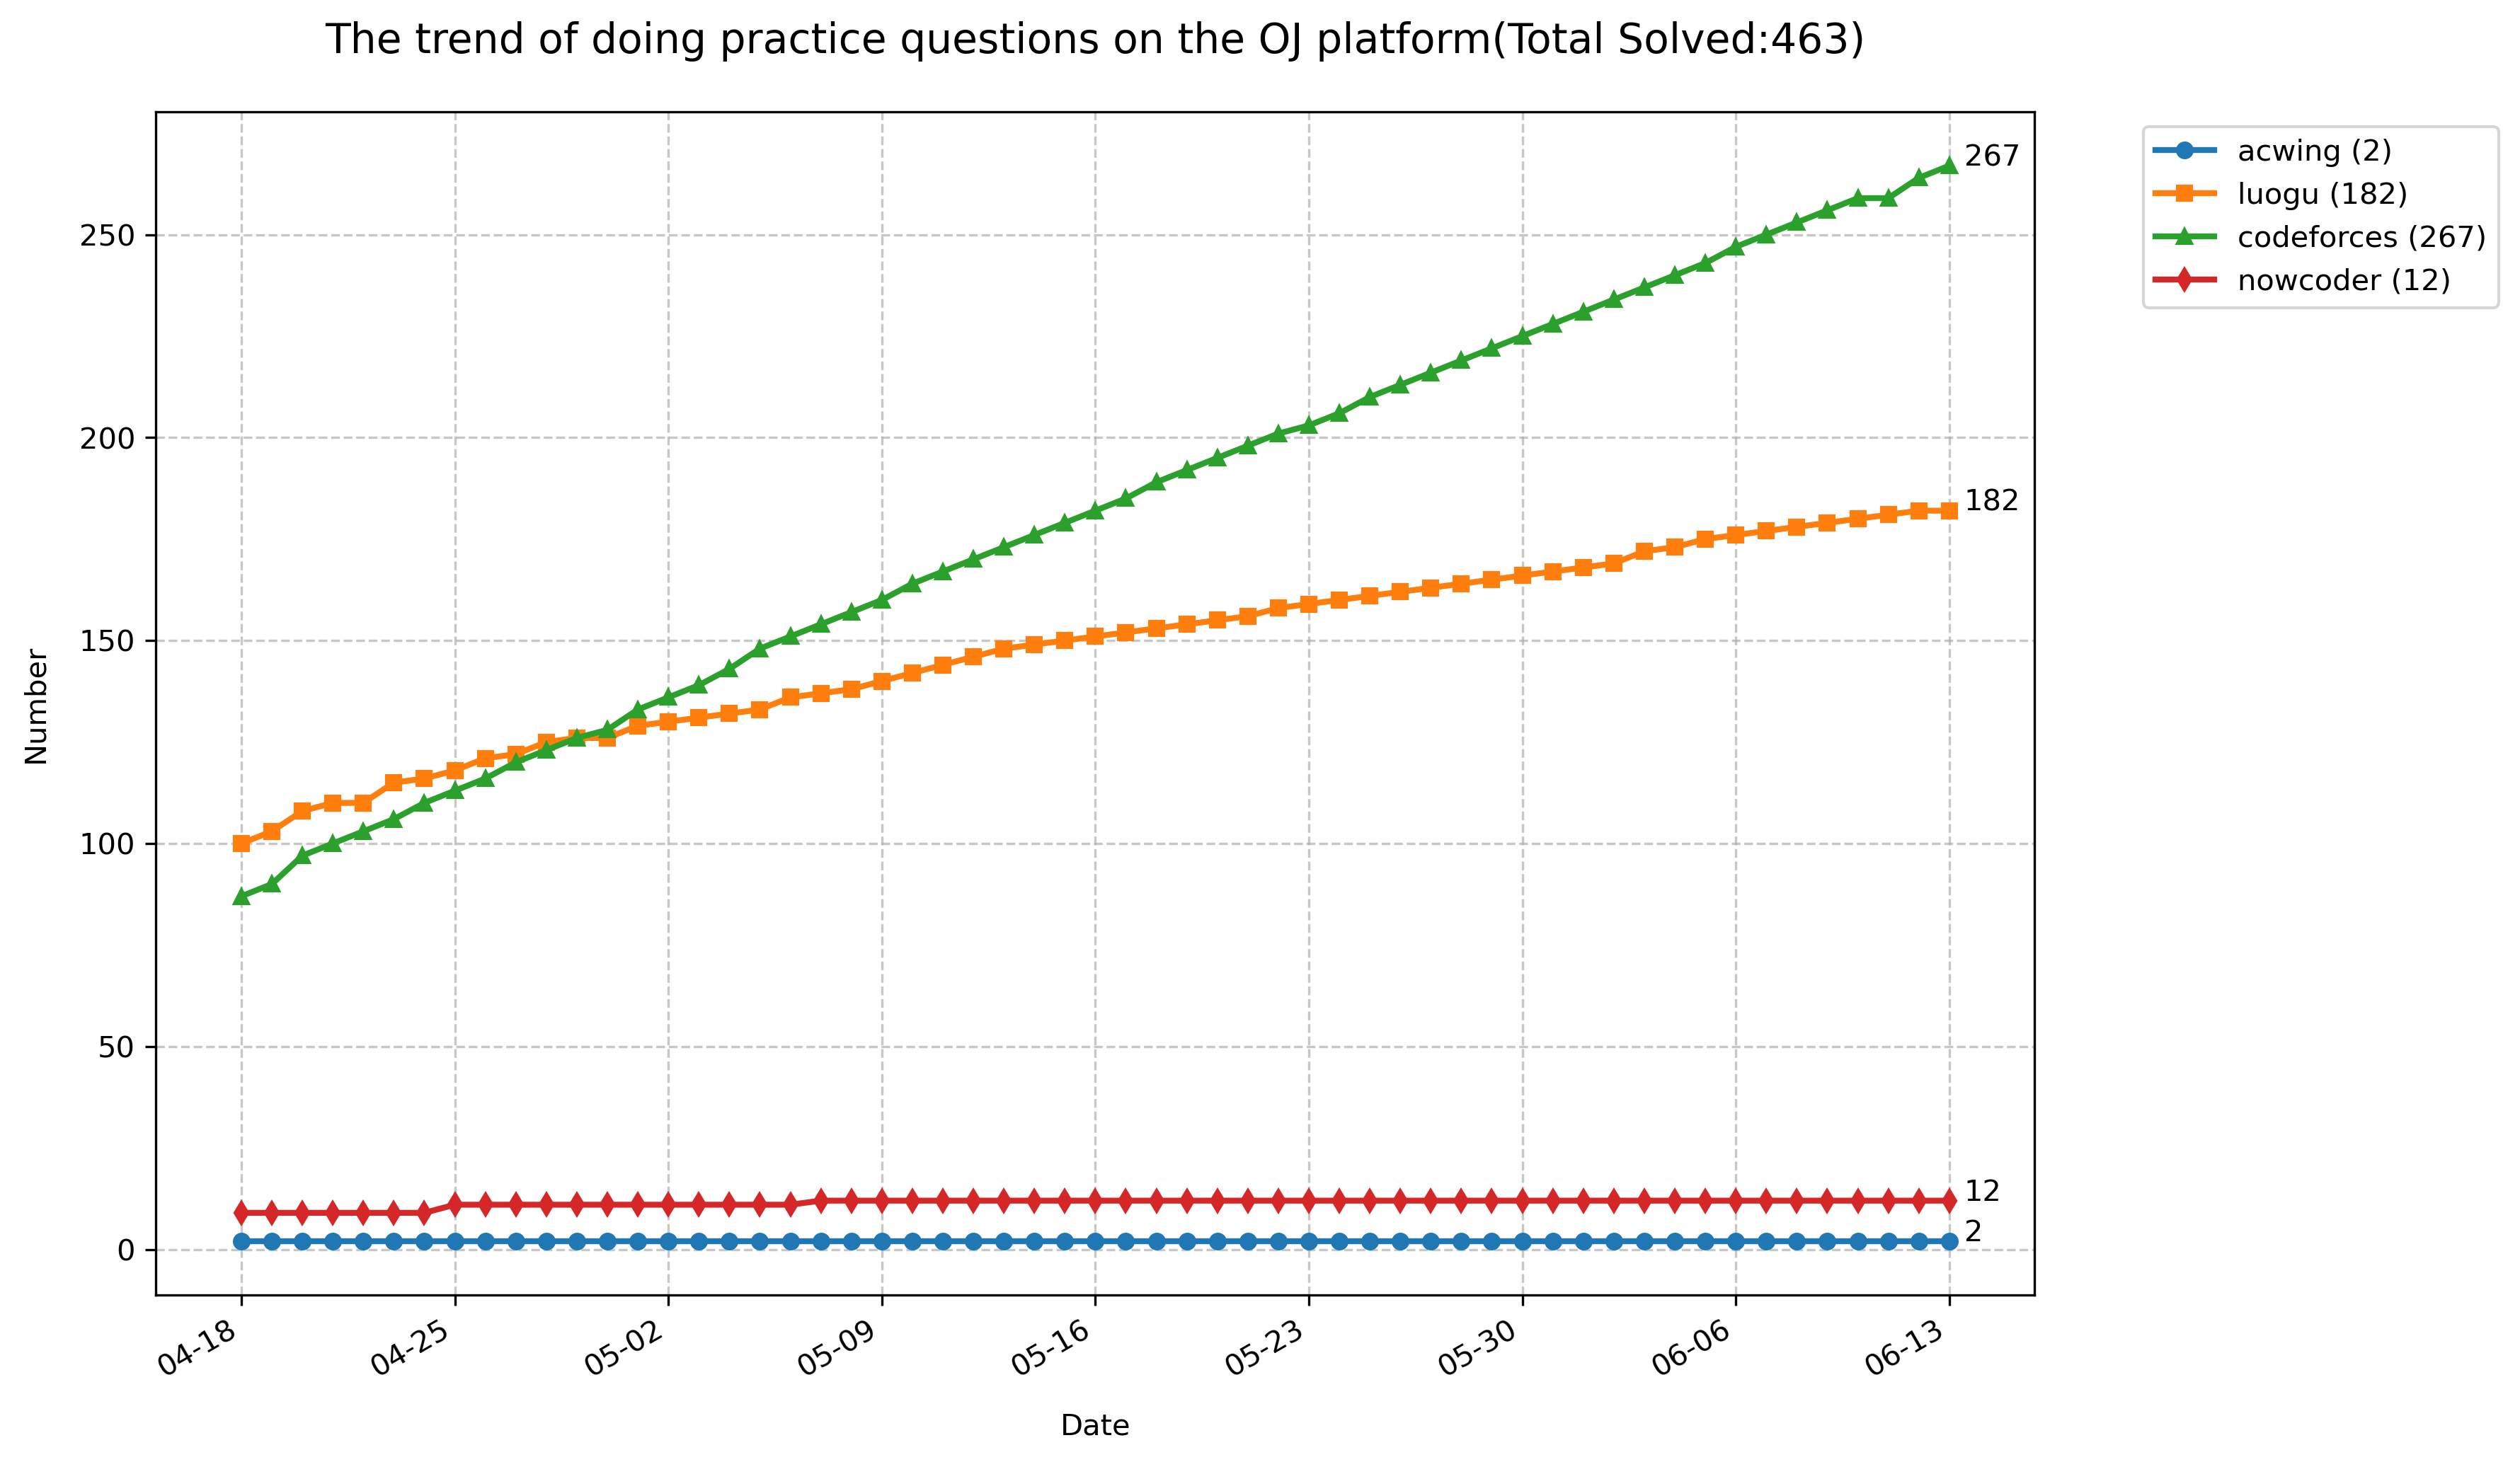 The trend of doing practice questions on the OJ platform(Total Solved:463)
acwing (2)
luogu (182)
codeforces (267)
nowcoder (12)
267
182
12
2
250
200
150
100
50
0
Number
04-18
04-25
05-02
05-09
05-16
05-23
05-30
06-06
06-13
Date